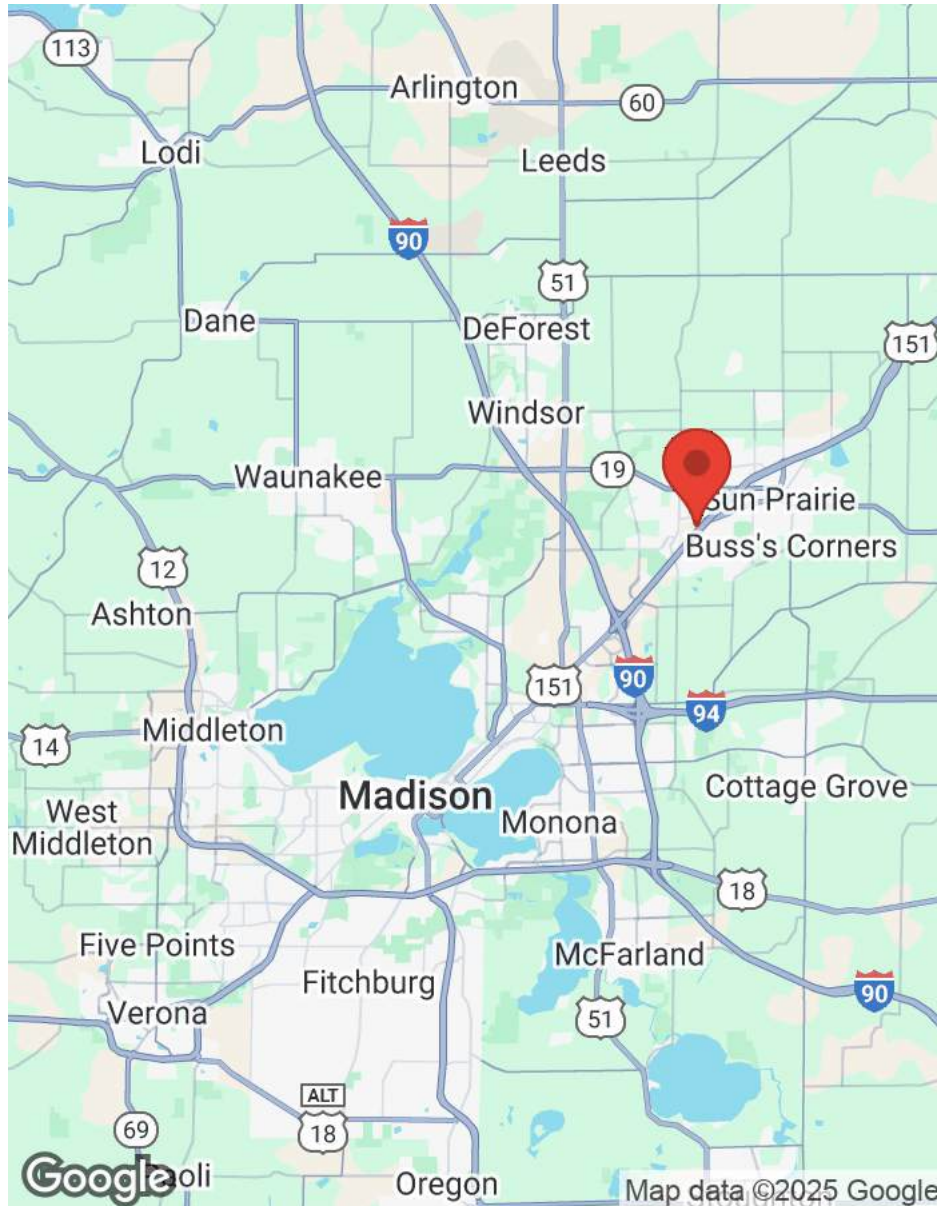 113
Arlington
60
Lodi
Leeds
90
51
Dane
DeForest
151
Windsor
19
Waunakee
Sun Prairie
Buss's Corners
12
Ashton
90
151
94
14
Middleton
Cottage Grove
Madison
West
Middleton
Monona
18
Five Points
McFarland
Fitchburg
90
Verona
51
ALT
18
69
Google
Paoli
Oregon
Map data ©2025 Google
Stoughton